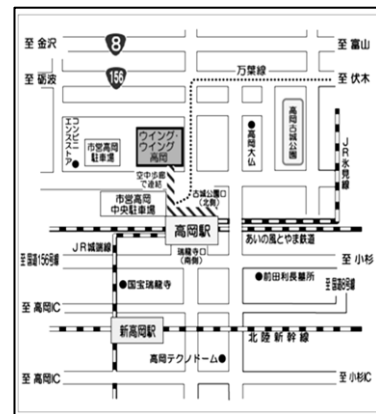 至 金沢
8
至 富山
至 砺波
156
万葉線
至 伏木
コンビニ
エンスストア
市営高岡
駐車場
ウイング・
ウイング
高岡
高岡大仏
高岡古城公園
JR氷見線
空中歩廊
で連結
古城公園口
(北側)
市営高岡
中央駐車場
高岡駅
あいの風とやま鉄道
JR城端線
瑞龍寺口
(南側)
至 国道156号線
至 小杉
国宝瑞龍寺
前田利長墓所
至 国道8号線
至 高岡IC
新高岡駅
北陸新幹線
高岡テクノドーム
至 高岡IC
至 小杉IC